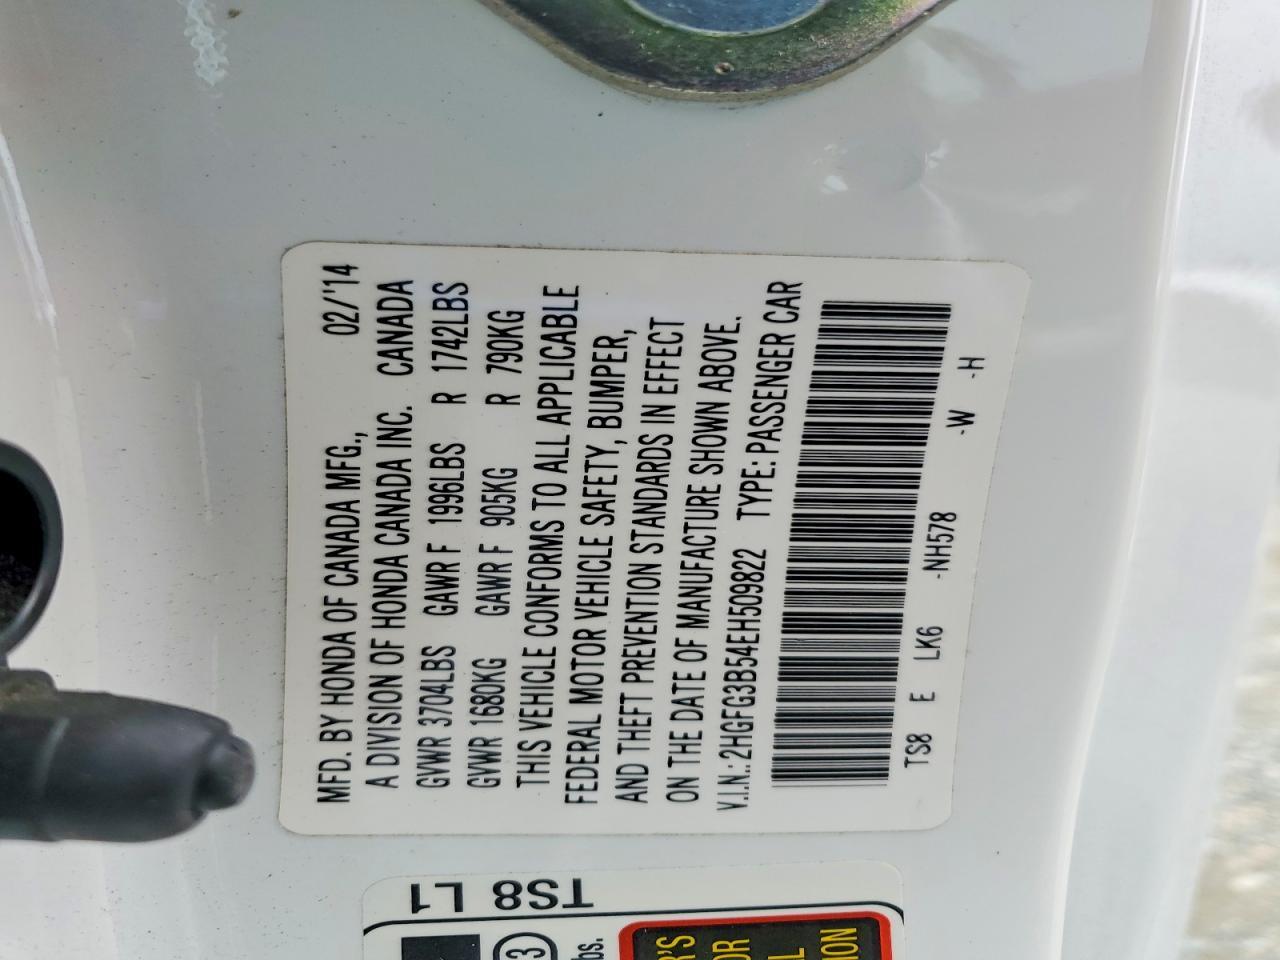 MFD. BY HONDA OF CANADA MFG., 02/'14
A DIVISION OF HONDA CANADA INC. CANADA
GVWR 3704LBS GAWR F 1996LBS R 1742LBS
GVWR 1680KG GAWR F 905KG R 790KG
THIS VEHICLE CONFORMS TO ALL APPLICABLE
FEDERAL MOTOR VEHICLE SAFETY, BUMPER,
AND THEFT PREVENTION STANDARDS IN EFFECT
ON THE DATE OF MANUFACTURE SHOWN ABOVE.
V.I.N.: 2HGFG3B54EH509822 TYPE: PASSENGER CAR
TS8 E LK6 -NH578 -W -H
TS8 L1
3